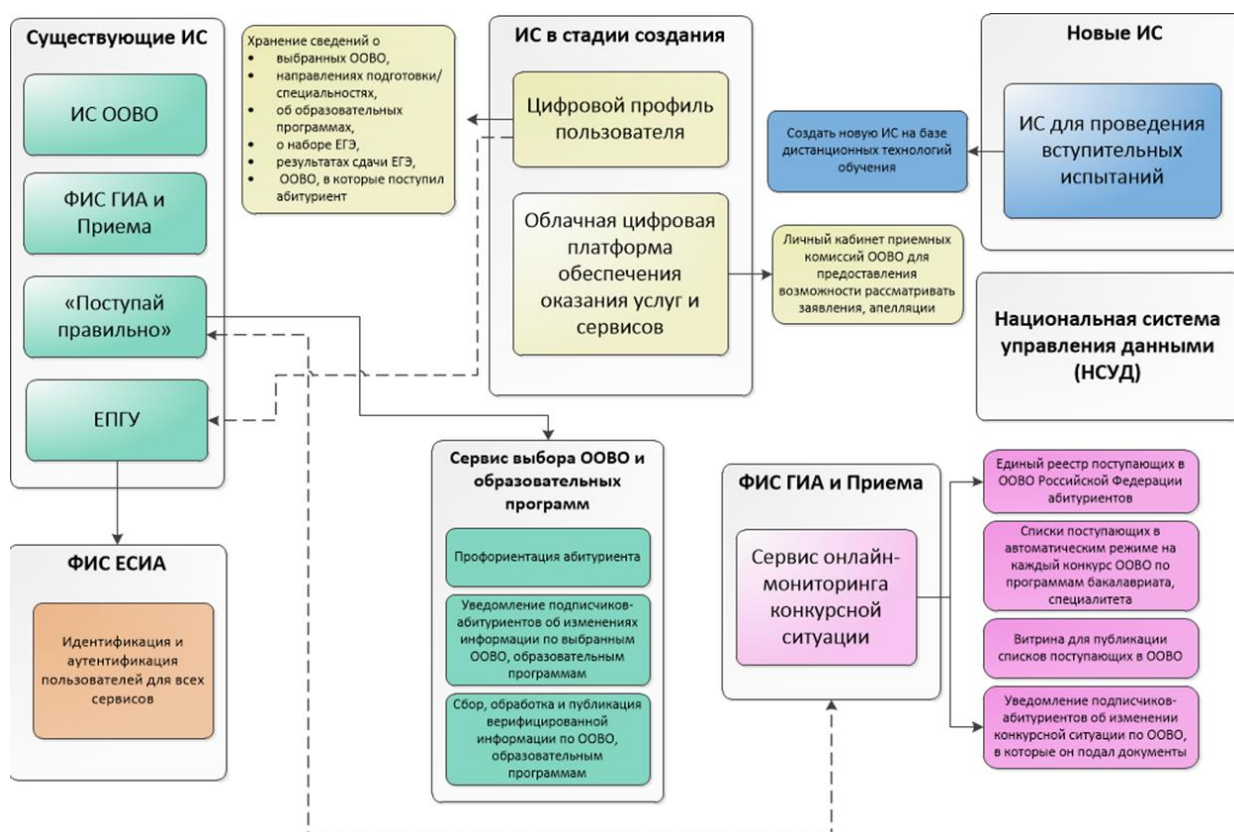 Существующие ИС
ИС ООВО
ФИС ГИА и
Приема
«Поступай
правильно»
ЕПГУ
Хранение сведений о
• выбранных ООВО,
• направлениях подготовки/
специальностях,
• об образовательных
программах,
• о наборе ЕГЭ,
• результатах сдачи ЕГЭ,
• ООВО, в которые поступил
абитуриент
ИС в стадии создания
Цифровой профиль
пользователя
Облачная цифровая
платформа
обеспечения
оказания услуг и
сервисов
Новые ИС
Создать новую ИС на базе
дистанционных технологий
обучения
ИС для проведения
вступительных
испытаний
Личный кабинет приемных
комиссий ООВО для
предоставления
возможности рассматривать
заявления, апелляции
Национальная система
управления данными
(НСУД)
ФИС ЕСИА
Идентификация и
аутентификация
пользователей для всех
сервисов
Сервис выбора ООВО и
образовательных
программ
Профориентация абитуриента
Уведомление подписчиков-
абитуриентов об изменениях
информации по выбранным
ООВО, образовательным
программам
Сбор, обработка и публикация
верифицированной
информации по ООВО,
образовательным
программам
ФИС ГИА и Приема
Сервис онлайн-
мониторинга
конкурсной
ситуации
Единый реестр поступающих в
ООВО Российской Федерации
абитуриентов
Списки поступающих в
автоматическим режиме на
каждый конкурс ООВО по
программам бакалавриата,
специалитета
Витрина для публикации
списков поступающих в ООВО
Уведомление подписчиков-
абитуриентов об изменении
конкурсной ситуации по ООВО,
в которые он подал документы